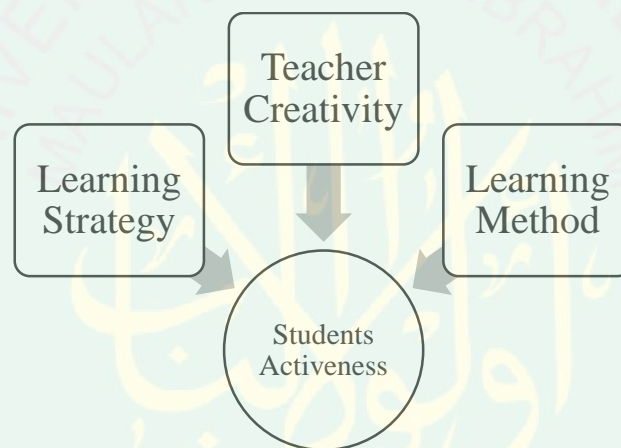 Teacher
Creativity
Learning
Strategy
Learning
Method
Students
Activeness